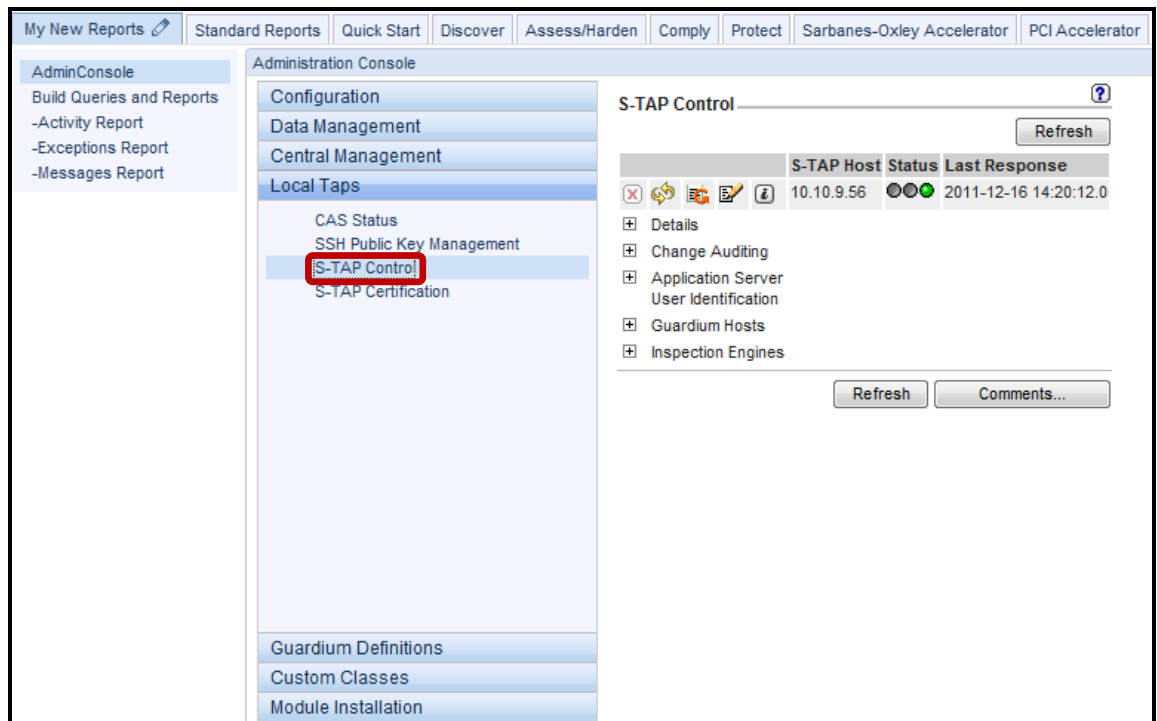 My New Reports
Standard Reports
Quick Start
Discover
Assess/Harden
Comply
Protect
Sarbanes-Oxley Accelerator
PCI Accelerator
AdminConsole
Build Queries and Reports
-Activity Report
-Exceptions Report
-Messages Report
Administration Console
Configuration
Data Management
Central Management
Local Taps
CAS Status
SSH Public Key Management
S-TAP Control
S-TAP Certification
Guardium Definitions
Custom Classes
Module Installation
S-TAP Control
?
Refresh
S-TAP Host Status Last Response
i 10.10.9.56 2011-12-16 14:20:12.0
Details
Change Auditing
Application Server
User Identification
Guardium Hosts
Inspection Engines
Refresh
Comments...